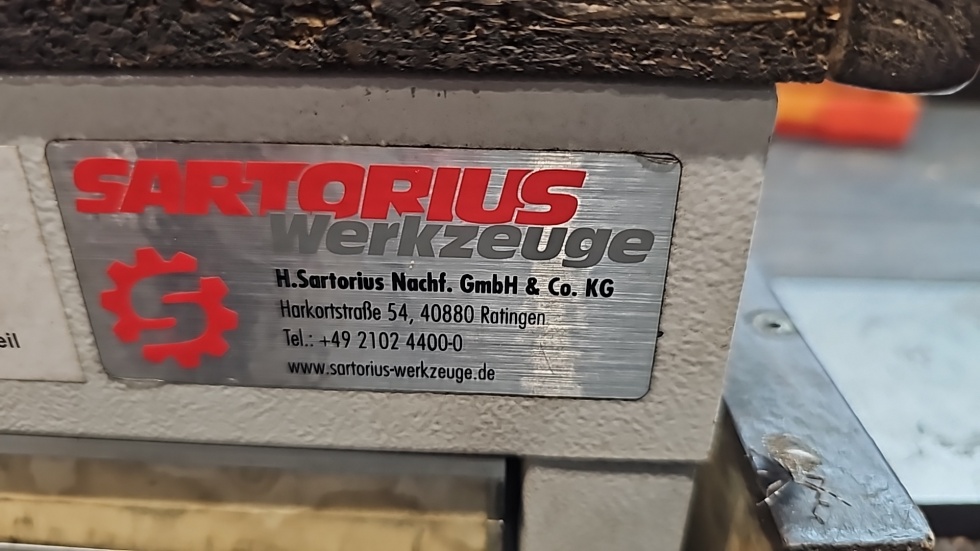 SARTORIUS
Werkzeuge
H.Sartorius Nachf. GmbH & Co. KG
Harkortstraße 54, 40880 Ratingen
Tel.: +49 2102 4400-0
www.sartorius-werkzeuge.de